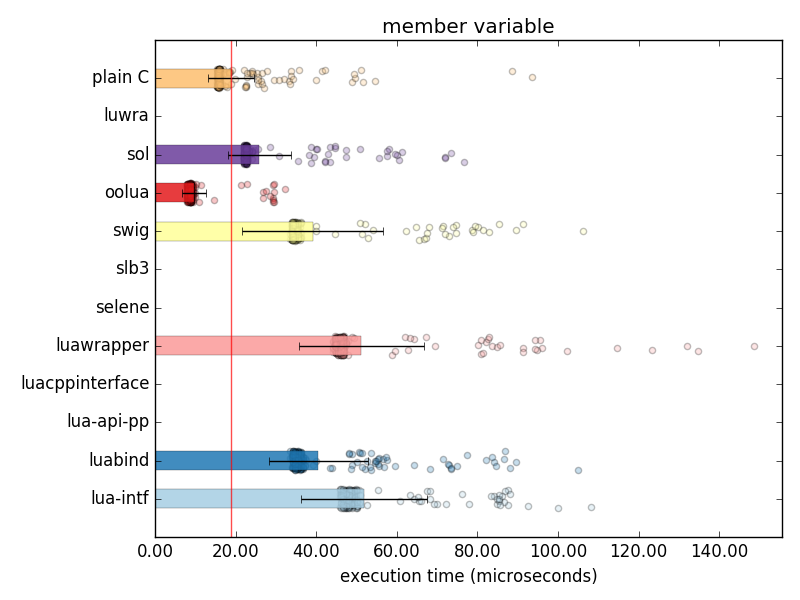 member variable
plain C
luwra
sol
oolua
swig
slb3
selene
luawrapper
luacppinterface
lua-api-pp
luabind
lua-intf
0.00 20.00 40.00 60.00 80.00 100.00 120.00 140.00
execution time (microseconds)